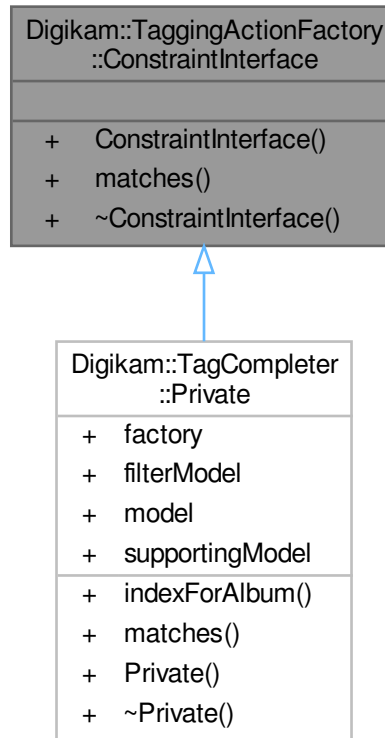 Digikam::TaggingActionFactory
::ConstraintInterface
+ ConstraintInterface()
+ matches()
+ ~ConstraintInterface()
Digikam::TagCompleter
::Private
+ factory
+ filterModel
+ model
+ supportingModel
+ indexForAlbum()
+ matches()
+ Private()
+ ~Private()